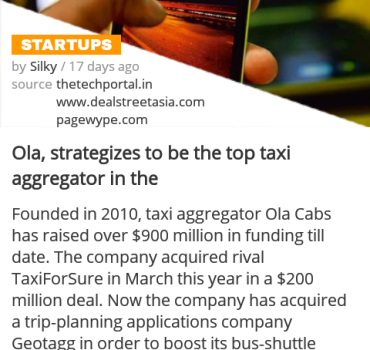 STARTUPS
by Silky / 17 days ago
source thetechportal.in
www.dealstreetasia.com
pagewype.com
Ola, strategizes to be the top taxi
aggregator in the
Founded in 2010, taxi aggregator Ola Cabs
has raised over $900 million in funding till
date. The company acquired rival
TaxiForSure in March this year in a $200
million deal. Now the company has acquired
a trip-planning applications company
Geotagg in order to boost its bus-shuttle